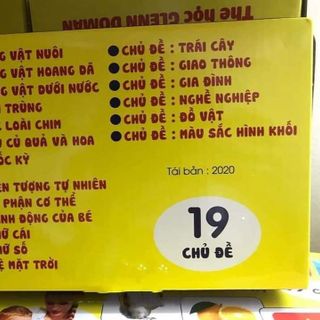 Thẻ học GLENN DOMAN
NG VẬT NUÔI
NG VẬT HOANG DÃ
NG VẬT DƯỚI NƯỚC
TRÙNG
LOÀI CHIM
CỦ QUẢ VÀ HOA
ỐC KỲ
ỆN TƯỢNG TỰ NHIÊN
PHẬN CƠ THỂ
NH ĐỘNG CỦA BÉ
Ữ CÁI
Ữ SỐ
Ệ MẶT TRỜI
CHỦ ĐỀ : TRÁI CÂY
CHỦ ĐỀ : GIAO THÔNG
CHỦ ĐỀ : GIA ĐÌNH
CHỦ ĐỀ : NGHỀ NGHIỆP
CHỦ ĐỀ : ĐỒ VẬT
CHỦ ĐỀ : MÀU SẮC HÌNH KHỐI
Tái bản : 2020
19
CHỦ ĐỀ